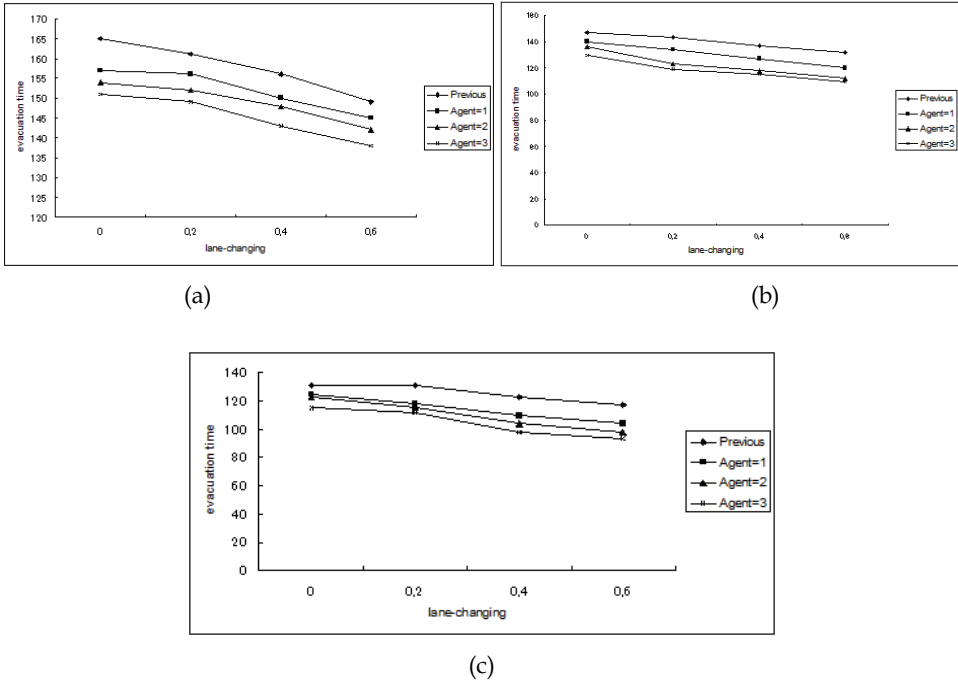 170
165
160
155
150
145
140
135
130
125
120
evacuation time
0
0,2
0,4
0,6
lane-changing
Previous
Agent=1
Agent=2
Agent=3
(a)
160
140
120
100
80
60
40
20
0
evacuation time
0
0,2
0,4
0,6
lane-changing
Previous
Agent=1
Agent=2
Agent=3
(b)
140
120
100
80
60
40
20
0
evacuation time
0
0,2
0,4
0,6
lane-changing
Previous
Agent=1
Agent=2
Agent=3
(c)